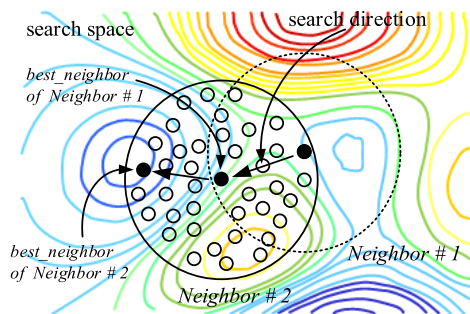 search direction
search space
best_neighbor
of Neighbor # 1
best_neighbor
of Neighbor # 2
Neighbor # 1
Neighbor # 2